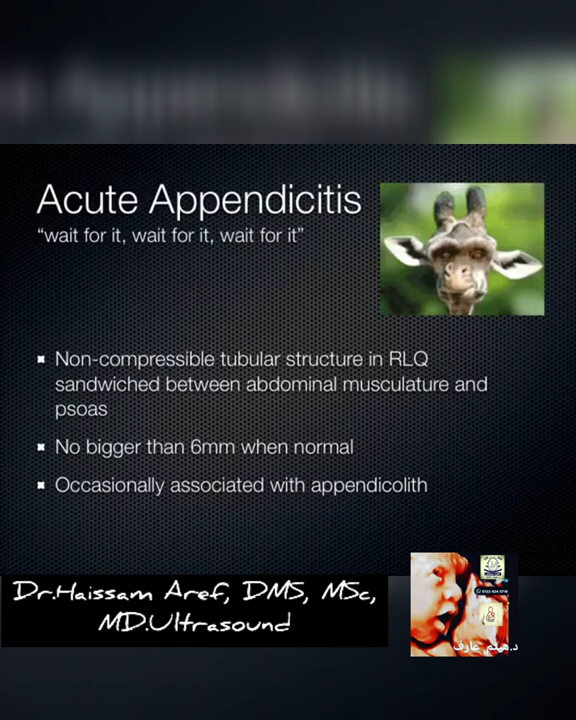 Acute Appendicitis
“wait for it, wait for it, wait for it”
Non-compressible tubular structure in RLQ
sandwiched between abdominal musculature and
psoas
No bigger than 6mm when normal
Occasionally associated with appendicolith
Dr.Haissam Aref, DMS, MSc,
MD.Ultrasound
د.هيثم عارف